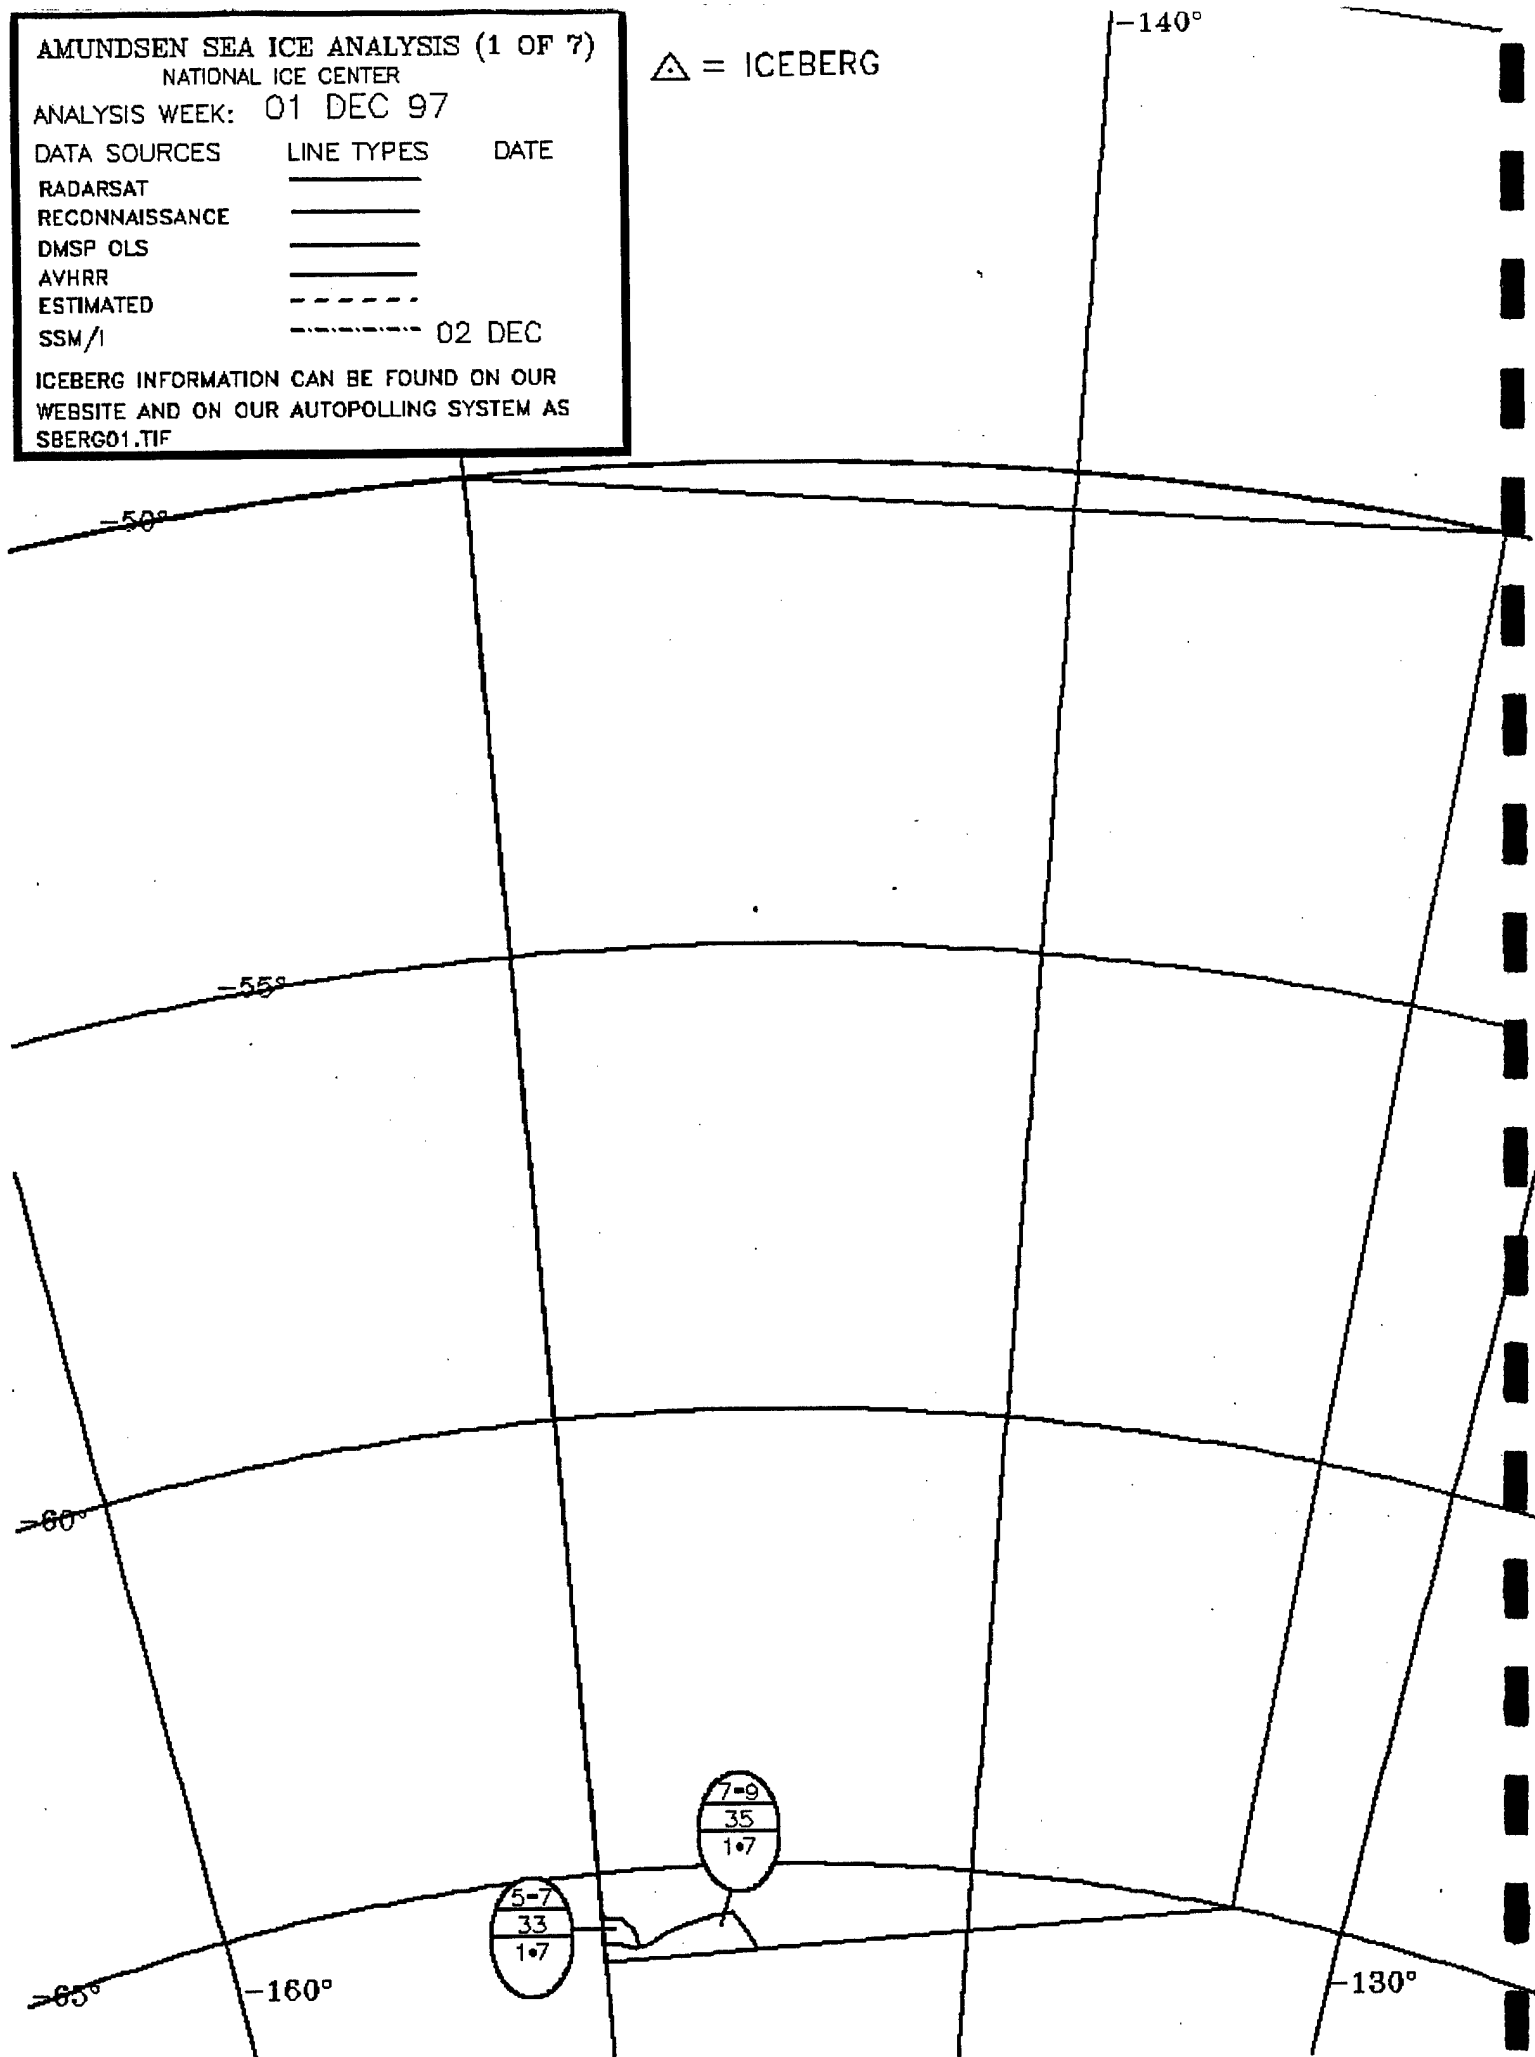 AMUNDSEN SEA ICE ANALYSIS (1 OF 7)
NATIONAL ICE CENTER
ANALYSIS WEEK: 01 DEC 97
DATA SOURCES LINE TYPES DATE
RADARSAT
RECONNAISSANCE
DMSP OLS
AVHRR
ESTIMATED
SSM/I 02 DEC
ICEBERG INFORMATION CAN BE FOUND ON OUR
WEBSITE AND ON OUR AUTOPOLLING SYSTEM AS
SBERG01.TIF
= ICEBERG
-140°
-50°
-55°
-60°
7-9
35
1•7
5-7
33
1•7
-65°
-160°
-130°